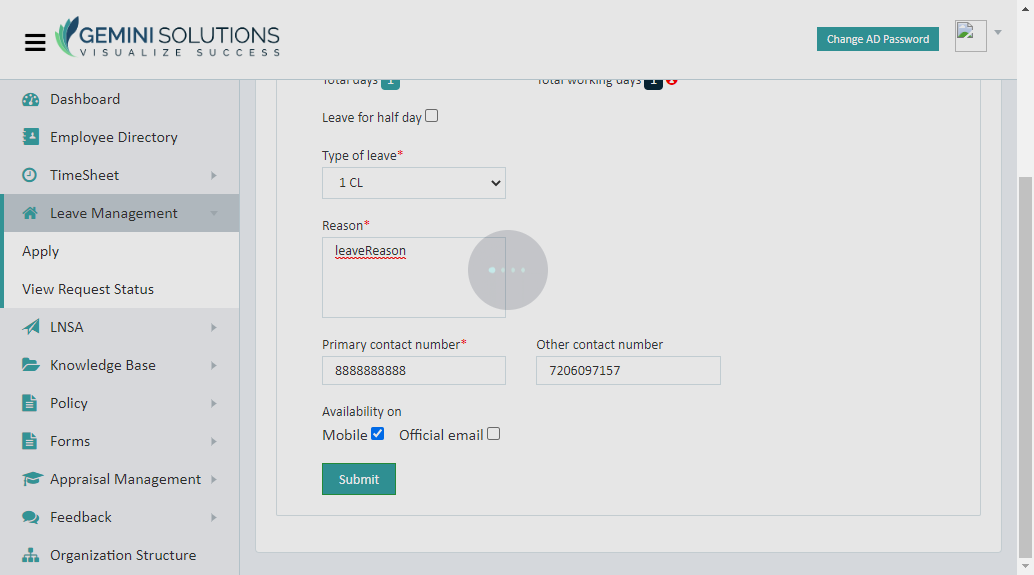 GEMINI SOLUTIONS
VISUALIZE SUCCESS
Change AD Password
Dashboard
Employee Directory
TimeSheet
Leave Management
Apply
View Request Status
LNSA
Knowledge Base
Policy
Forms
Appraisal Management
Feedback
Organization Structure
Total days 1 Total working days 1
Leave for half day
Type of leave*
1 CL
Reason*
leaveReason
Primary contact number* Other contact number
8888888888 7206097157
Availability on
Mobile Official email
Submit